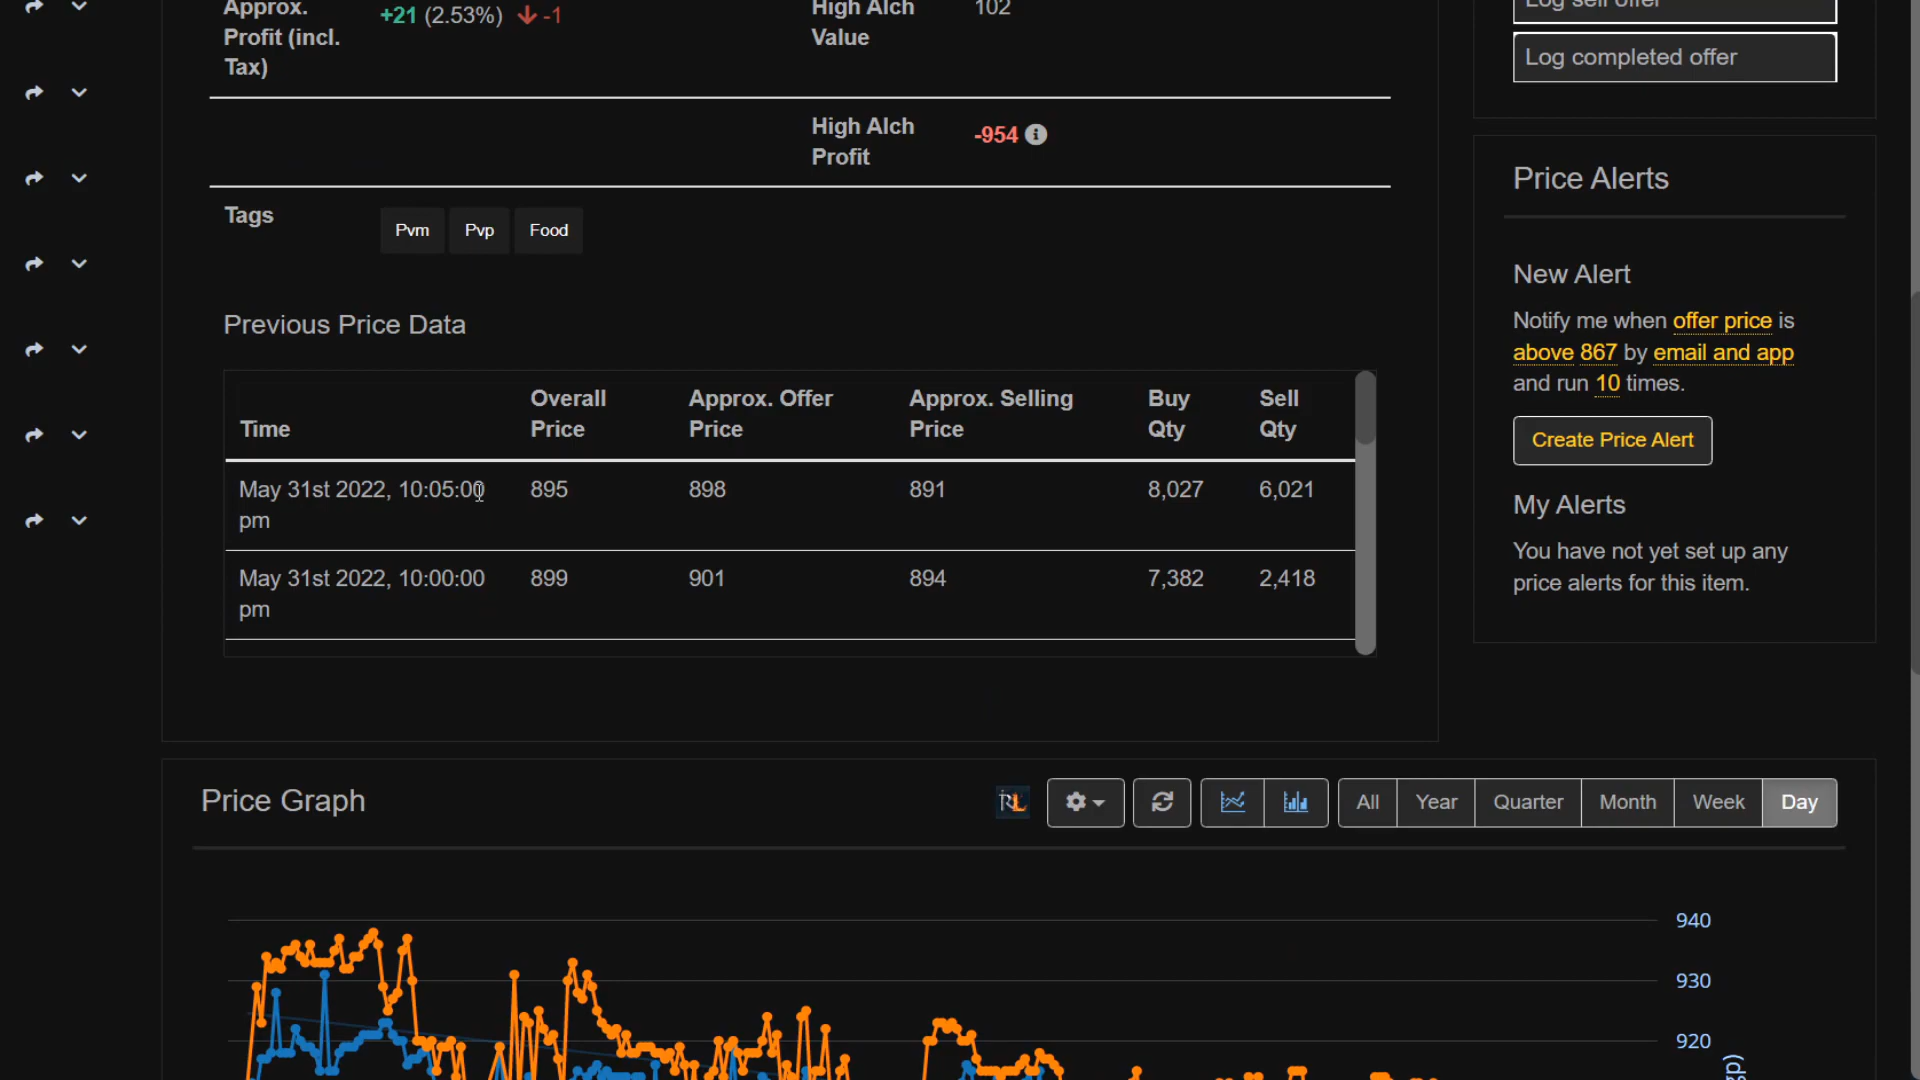 Approx.
Profit (incl.
Tax)
+21 (2.53%) -1
High Alch
Value
102
High Alch
Profit
-954
Tags
Pvm
Pvp
Food
Previous Price Data
Time
Overall
Price
Approx. Offer
Price
Approx. Selling
Price
Buy
Qty
Sell
Qty
May 31st 2022, 10:05:00
pm
895
898
891
8,027
6,021
May 31st 2022, 10:00:00
pm
899
901
894
7,382
2,418
Log sell offer
Log completed offer
Price Alerts
New Alert
Notify me when offer price is
above 867 by email and app
and run 10 times.
Create Price Alert
My Alerts
You have not yet set up any
price alerts for this item.
Price Graph
RL
All
Year
Quarter
Month
Week
Day
940
930
920